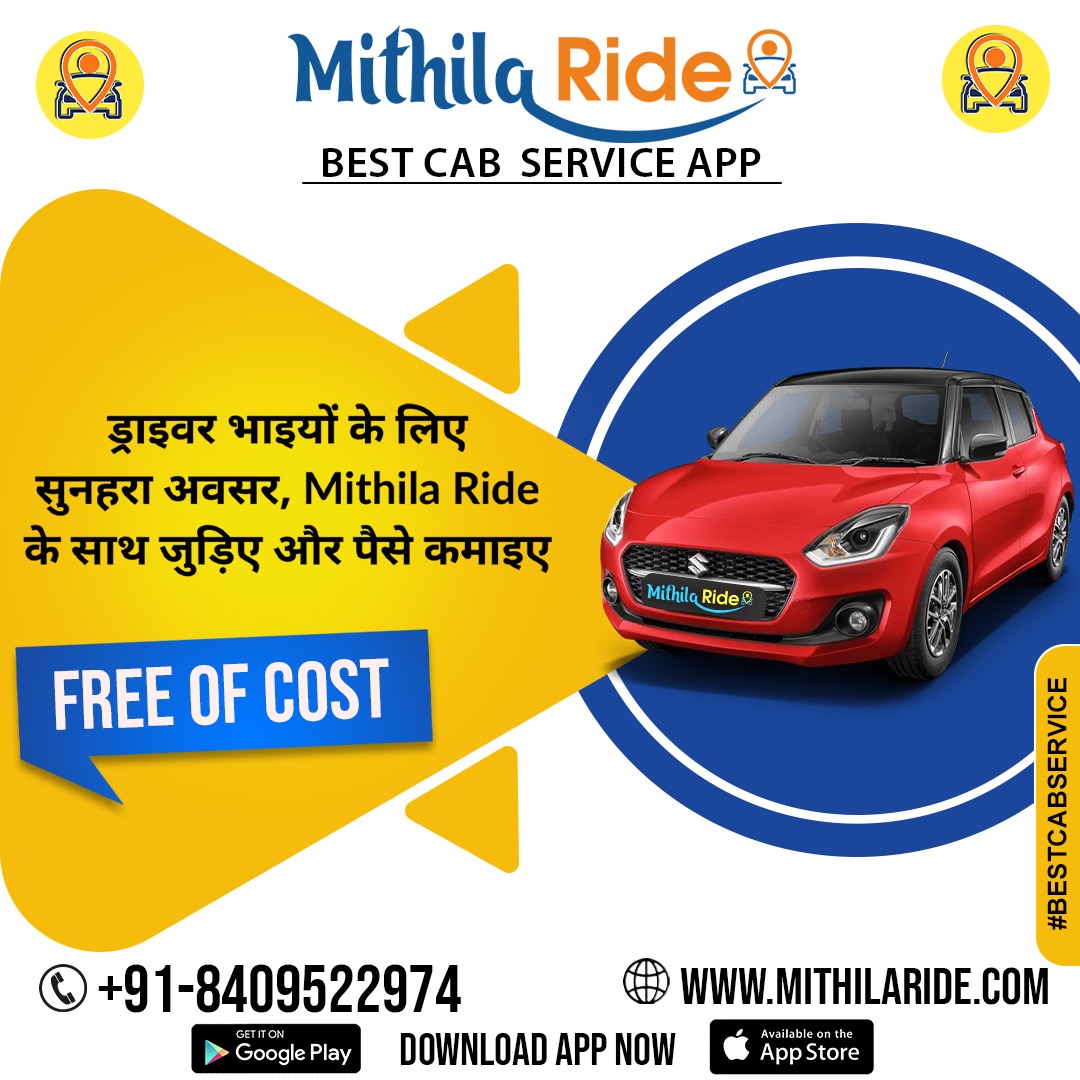 Mithila Ride
BEST CAB SERVICE APP
ड्राइवर भाइयों के लिए
सुनहरा अवसर, Mithila Ride
के साथ जुड़िए और पैसे कमाइए
FREE OF COST
Mithila Ride
#BESTCABSERVICE
+91-8409522974
WWW.MITHILARIDE.COM
GET IT ON
Google Play
DOWNLOAD APP NOW
Available on the
App Store